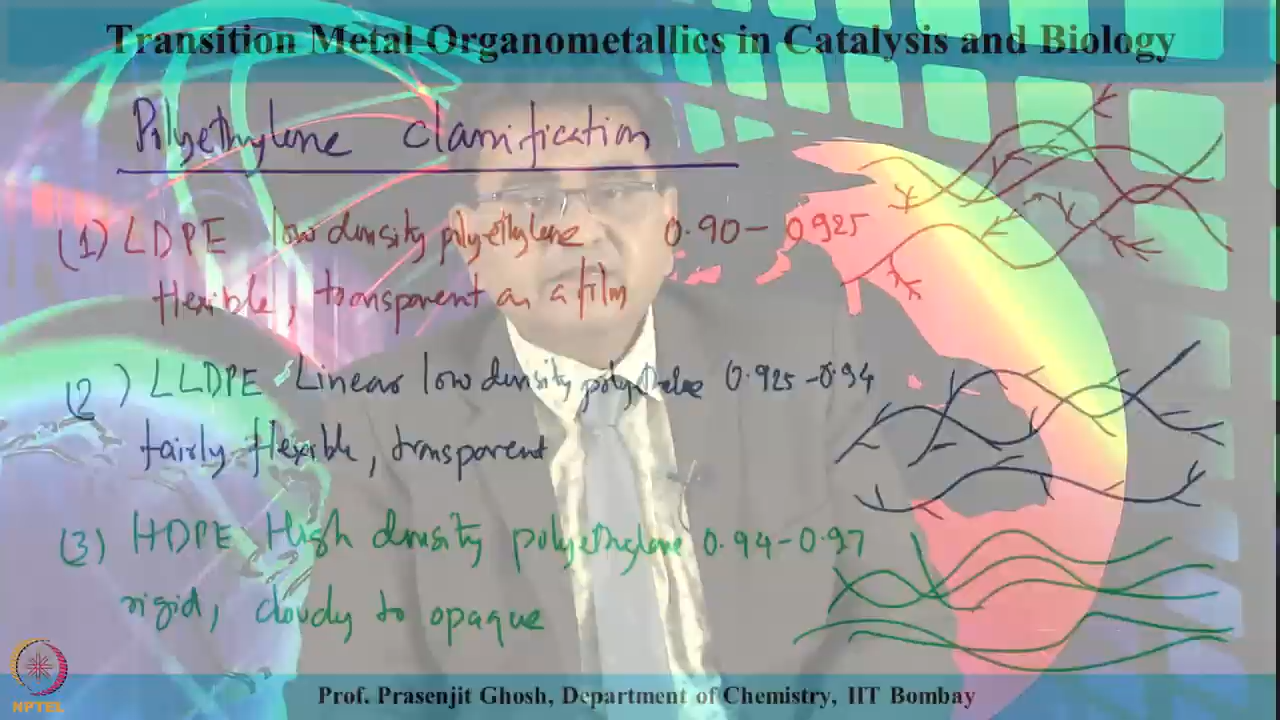 Transition Metal Organometallics in Catalysis and Biology
Polyethylene classification
(1) LDPE low density polyethylene 0.90 - 0.925
flexible, transparent as a film
(2) LLDPE Linear low density polyethylene 0.925 - 0.94
fairly flexible, transparent
(3) HDPE High density polyethylene 0.94 - 0.97
rigid, cloudy to opaque
Prof. Prasenjit Ghosh, Department of Chemistry, IIT Bombay
NPTEL